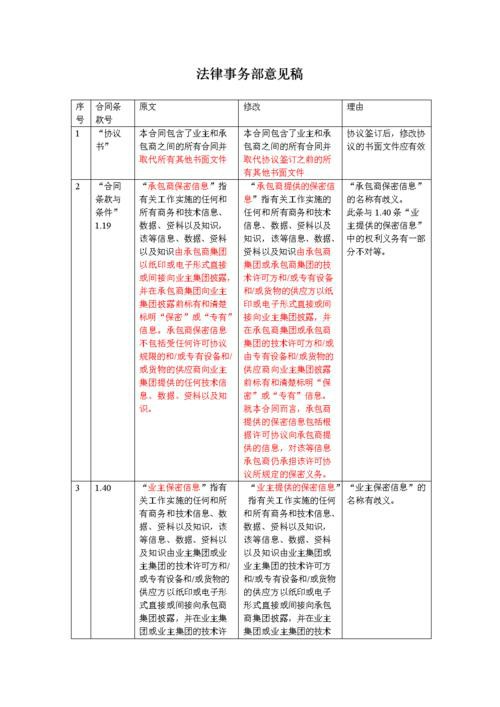 法律事务部意见稿
序号 合同条款号 原文 修改 理由
1
“协议
书”
本合同包含了业主和承
包商之间的所有合同并
取代所有其他书面文件
本合同包含了业主和承
包商之间的所有合同并
取代协议签订之前的所
有其他书面文件
协议签订后，修改协
议的书面文件应有效
2
“合同
条款与
条件”
1.19
“承包商保密信息”指
有关工作实施的任何和
所有商务和技术信息、
数据、资料以及知识，
该等信息、数据、资料
以及知识由承包商集团
以纸印或电子形式直接
或间接向业主集团披露，
并在承包商集团向业主
集团披露前标有和清楚
标明“保密”或“专有”
信息。承包商保密信息
不包括受任何许可协议
规限的和/或专有设备和/
或货物的供应商向业主
集团提供的任何技术信
息、数据、资料以及知
识。
“承包商提供的保密信
息”指有关工作实施的
任何和所有商务和技术
信息、数据、资料以及
知识，该等信息、数据、
资料以及知识由承包商
集团或承包商集团的技
术许可方和/或专有设备
和/或货物的供应方以纸
印或电子形式直接或间
接向业主集团披露，并
在承包商集团或承包商
集团的技术许可方和/或
由专有设备和/或货物的
供应商向业主集团披露
前标有和清楚标明“保
密”或“专有”信息。
就本合同而言，承包商
提供的保密信息包括根
据许可协议向承包商提
供的信息，对该等信息
承包商仍承担该许可协
议所规定的保密义务。
“承包商保密信息”
的名称有歧义。
此条与1.40条“业
主提供的保密信息”
中的权利义务有一部
分不对等。
3
1.40
“业主保密信息”指有
关工作实施的任何和所
有商务和技术信息、数
据、资料以及知识，该
等信息、数据、资料以
及知识由业主集团或业
主集团的技术许可方和/
或专有设备和/或货物的
供应方以纸印或电子形
式直接或间接向承包商
集团披露，并在业主集
团或业主集团的技术许
“业主提供的保密信息”
指有关工作实施的任何
和所有商务和技术信息、
数据、资料以及知识，
该等信息、数据、资料
以及知识由业主集团或
业主集团的技术许可方
和/或专有设备和/或货物
的供应方以纸印或电子
形式直接或间接向承包
商集团披露，并在业主
集团或业主集团的技术
“业主保密信息”的
名称有歧义。